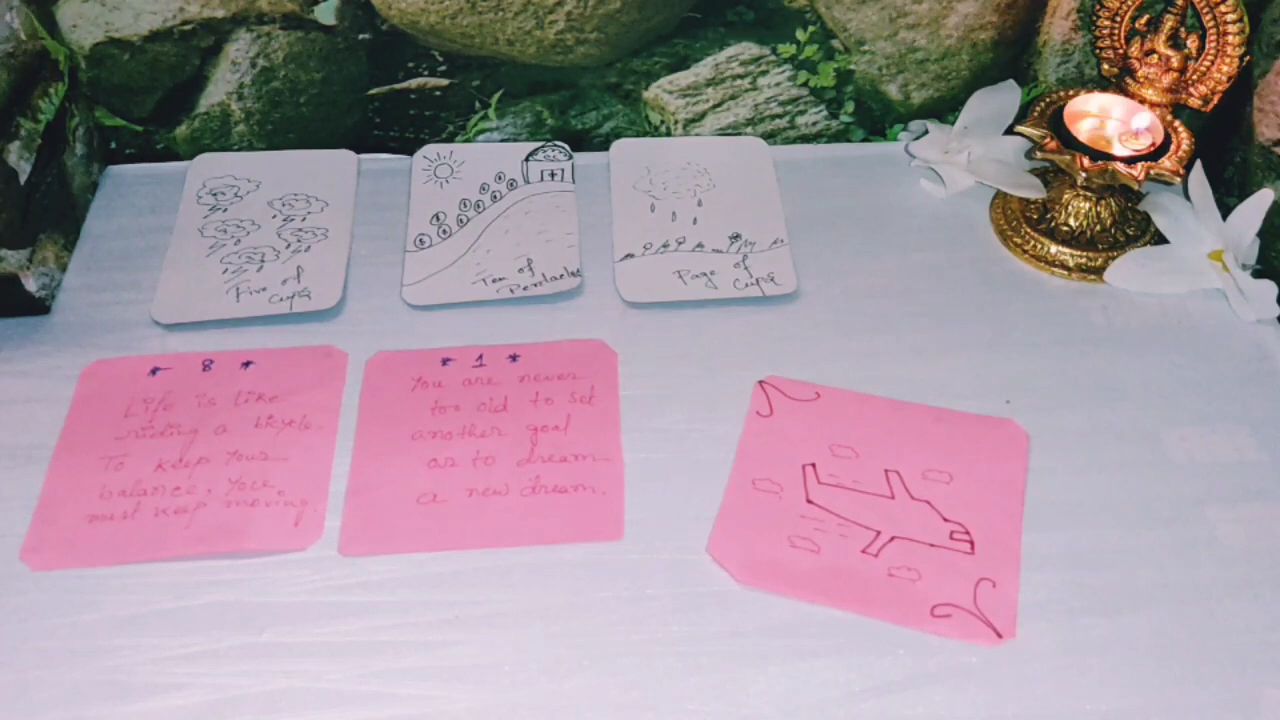 Five of
Cups
Ten of
Pentacles
Page of
Cups
* 8 *
Life is like
riding a bicycle.
To keep your
balance, you
must keep moving.
* 1 *
You are never
too old to set
another goal
or to dream
a new dream.